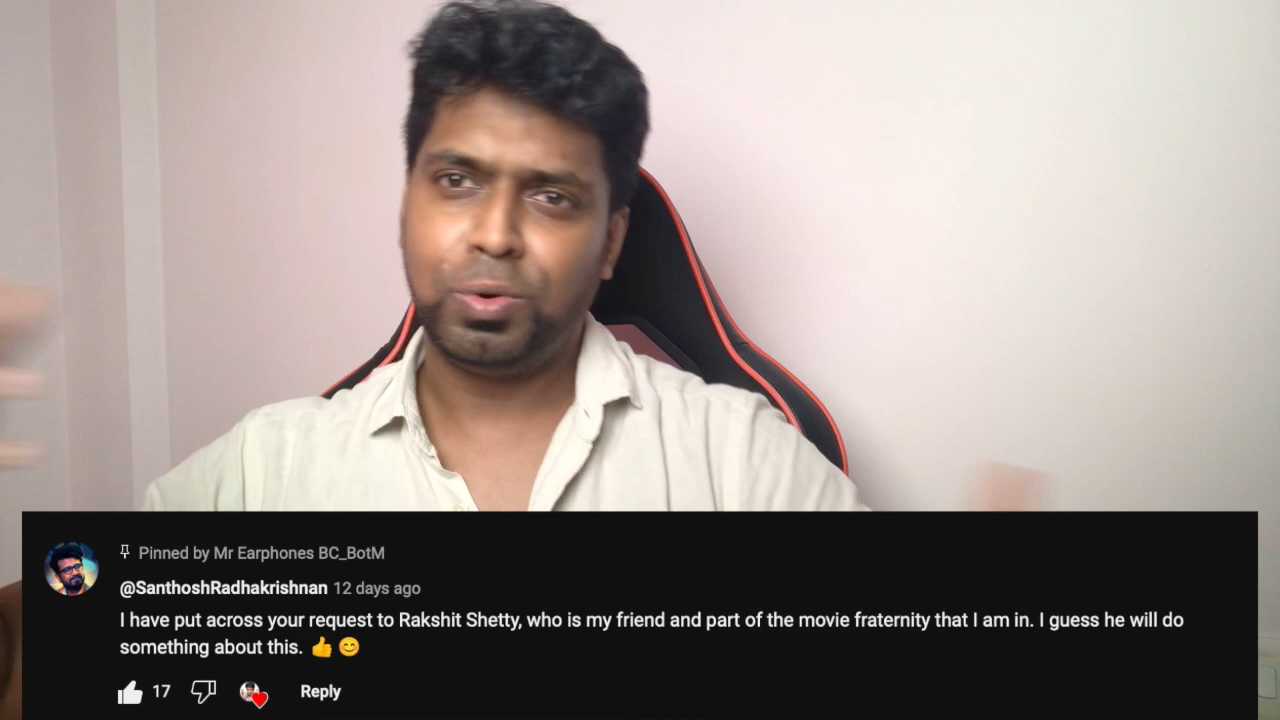 Pinned by Mr Earphones BC_BotM
@SanthoshRadhakrishnan 12 days ago
I have put across your request to Rakshit Shetty, who is my friend and part of the movie fraternity that I am in. I guess he will do
something about this. 👍😊
17
Reply